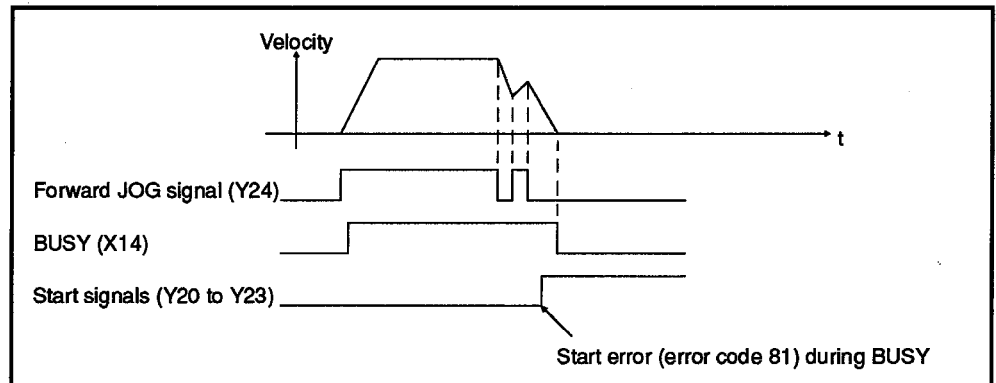 Velocity
t
Forward JOG signal (Y24)
BUSY (X14)
Start signals (Y20 to Y23)
Start error (error code 81) during BUSY